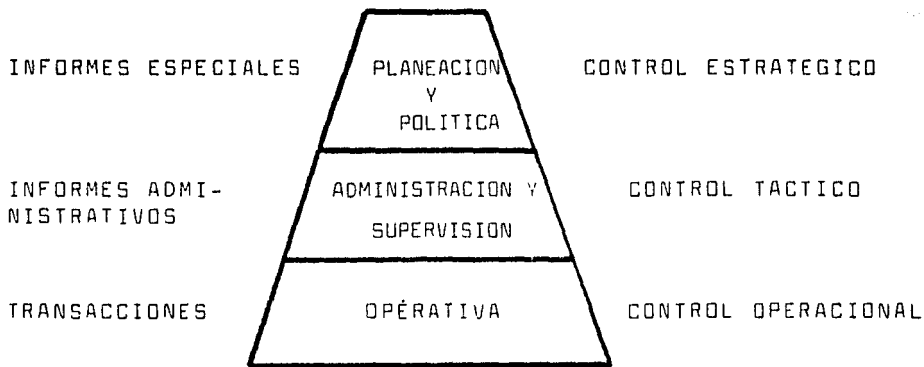 INFORMES ESPECIALES PLANEACION CONTROL ESTRATEGICO
Y
POLITICA
INFORMES ADMI- ADMINISTRACION Y CONTROL TACTICO
NISTRATIVOS SUPERVISION
TRANSACCIONES OPÉRATIVA CONTROL OPERACIONAL